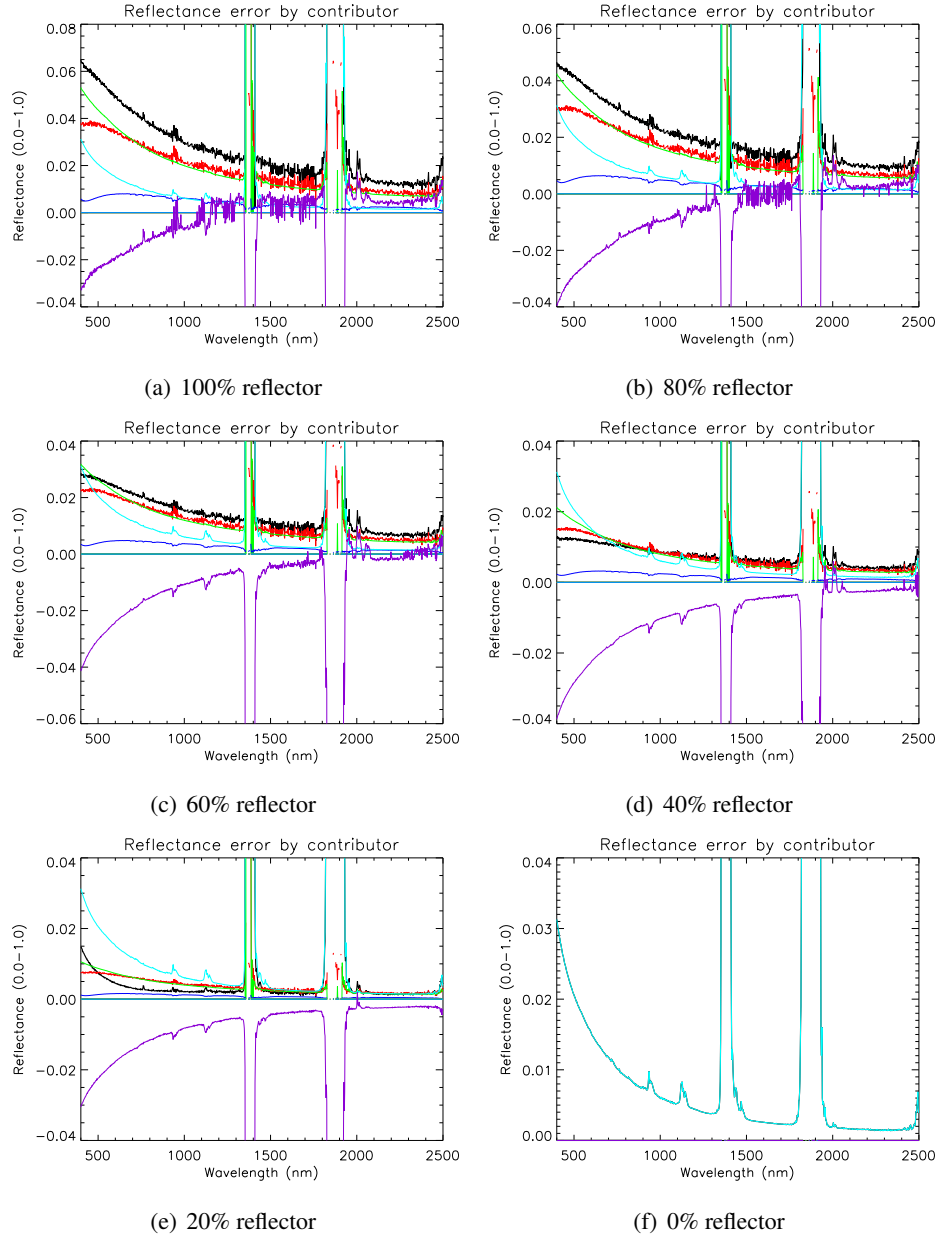 Reflectance error by contributor
Reflectance error by contributor
0.08
0.06
0.04
0.02
0.00
−0.02
−0.04
Reflectance (0.0−1.0)
500 1000 1500 2000 2500
Wavelength (nm)
0.06
0.04
0.02
0.00
−0.02
−0.04
Reflectance (0.0−1.0)
500 1000 1500 2000 2500
Wavelength (nm)
(a) 100% reflector
(b) 80% reflector
Reflectance error by contributor
Reflectance error by contributor
0.04
0.02
0.00
−0.02
−0.04
−0.06
Reflectance (0.0−1.0)
500 1000 1500 2000 2500
Wavelength (nm)
0.04
0.02
0.00
−0.02
−0.04
Reflectance (0.0−1.0)
500 1000 1500 2000 2500
Wavelength (nm)
(c) 60% reflector
(d) 40% reflector
Reflectance error by contributor
Reflectance error by contributor
0.04
0.02
0.00
−0.02
−0.04
Reflectance (0.0−1.0)
500 1000 1500 2000 2500
Wavelength (nm)
0.04
0.03
0.02
0.01
0.00
Reflectance (0.0−1.0)
500 1000 1500 2000 2500
Wavelength (nm)
(e) 20% reflector
(f) 0% reflector